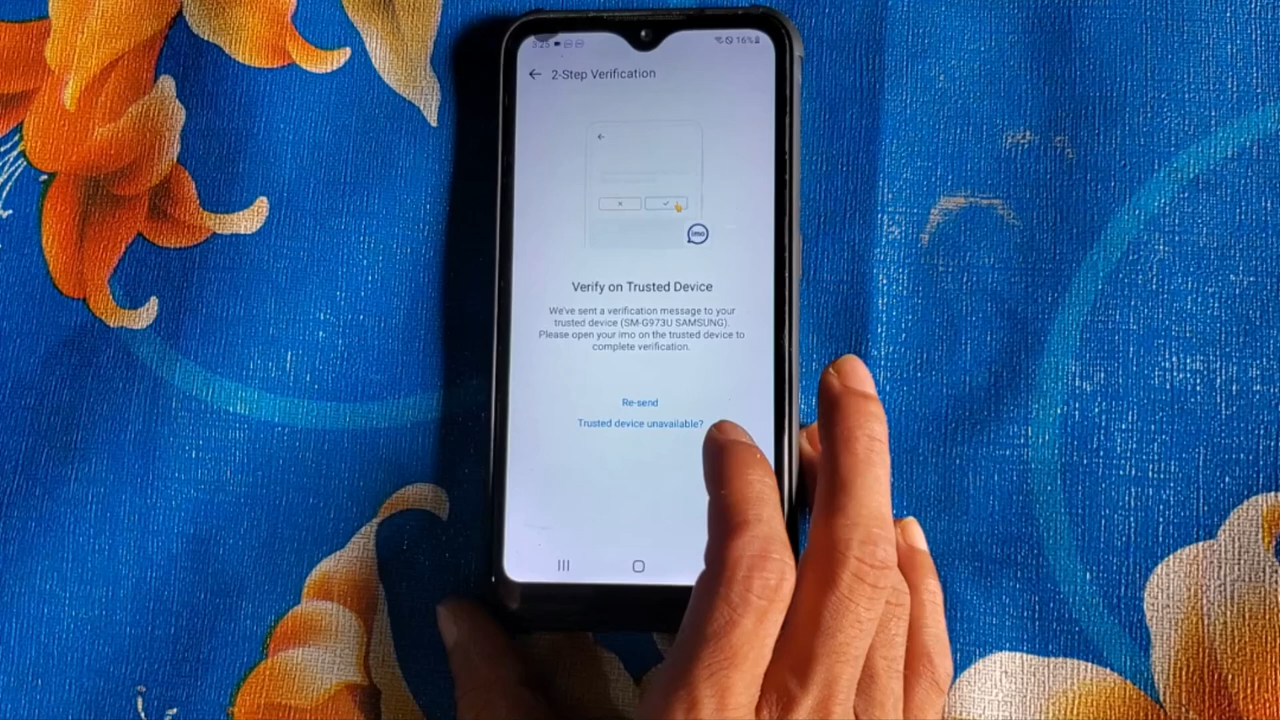 3:25
16%
2-Step Verification
imo
Verify on Trusted Device
We've sent a verification message to your
trusted device (SM-G973U SAMSUNG).
Please open your imo on the trusted device to
complete verification.
Re-send
Trusted device unavailable?